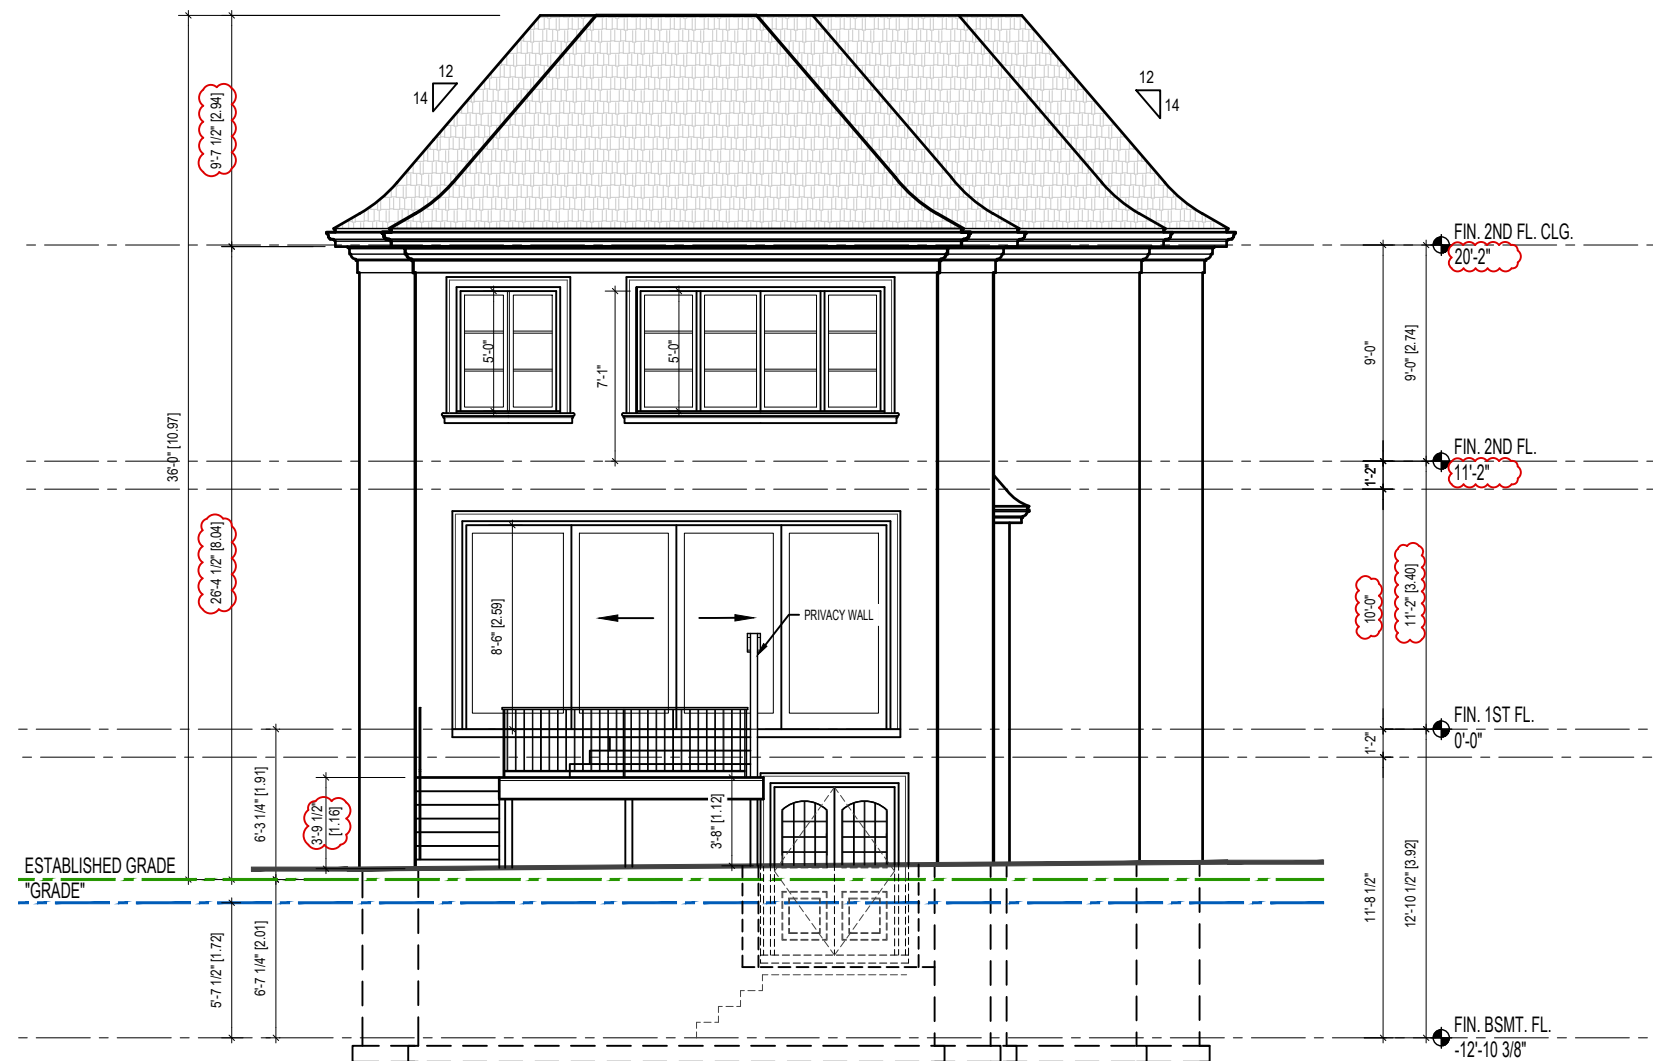 12
14
12
14
9'-7 1/2" [2.94]
36'-0" [10.97]
26'-4 1/2" [8.04]
5'-0"
7'-1"
5'-0"
FIN. 2ND FL. CLG.
20'-2"
9'-0"
9'-0" [2.74]
FIN. 2ND FL.
11'-2"
1'-2"
8'-6" [2.59]
PRIVACY WALL
10'-0"
11'-2" [3.40]
FIN. 1ST FL.
0'-0"
1'-2"
6'-3 1/4" [1.91]
3'-9 1/2"
[1.16]
3'-8" [1.12]
ESTABLISHED GRADE
"GRADE"
5'-7 1/2" [1.72]
6'-7 1/4" [2.01]
11'-8 1/2"
12'-10 1/2" [3.92]
FIN. BSMT. FL.
-12'-10 3/8"